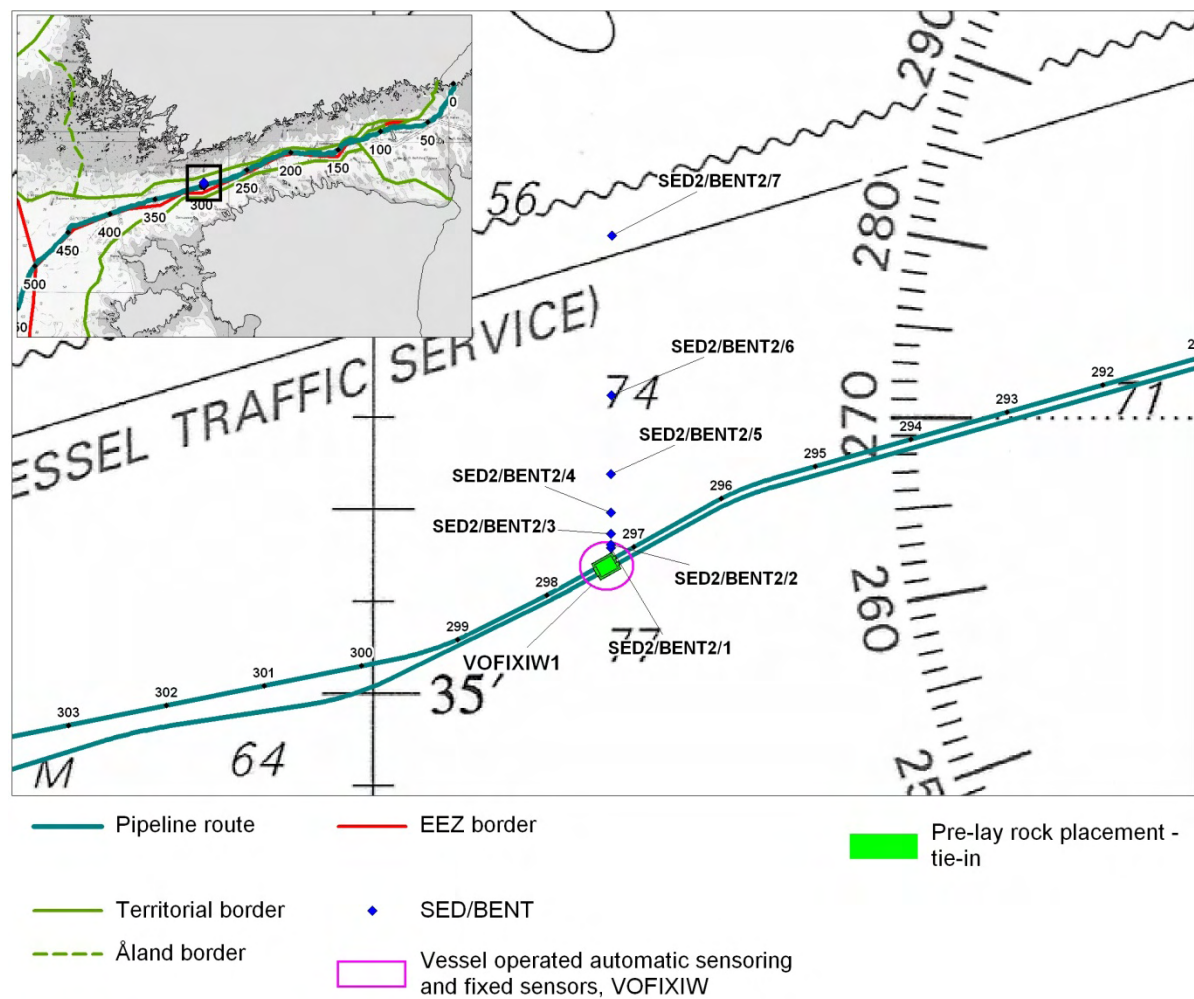 0
50
100
150
200
250
300
350
400
450
500
290
56
SED2/BENT2/7
280
ESSEL TRAFFIC SERVICE)
SED2/BENT2/6
74
270
292
71
293
294
SED2/BENT2/5
295
SED2/BENT2/4
296
SED2/BENT2/3
297
SED2/BENT2/2
298
260
77
SED2/BENT2/1
299
VOFIXIW1
300
35′
301
302
303
64
M
25
Pipeline route
EEZ border
Pre-lay rock placement -
tie-in
Territorial border
SED/BENT
Åland border
Vessel operated automatic sensoring
and fixed sensors, VOFIXIW